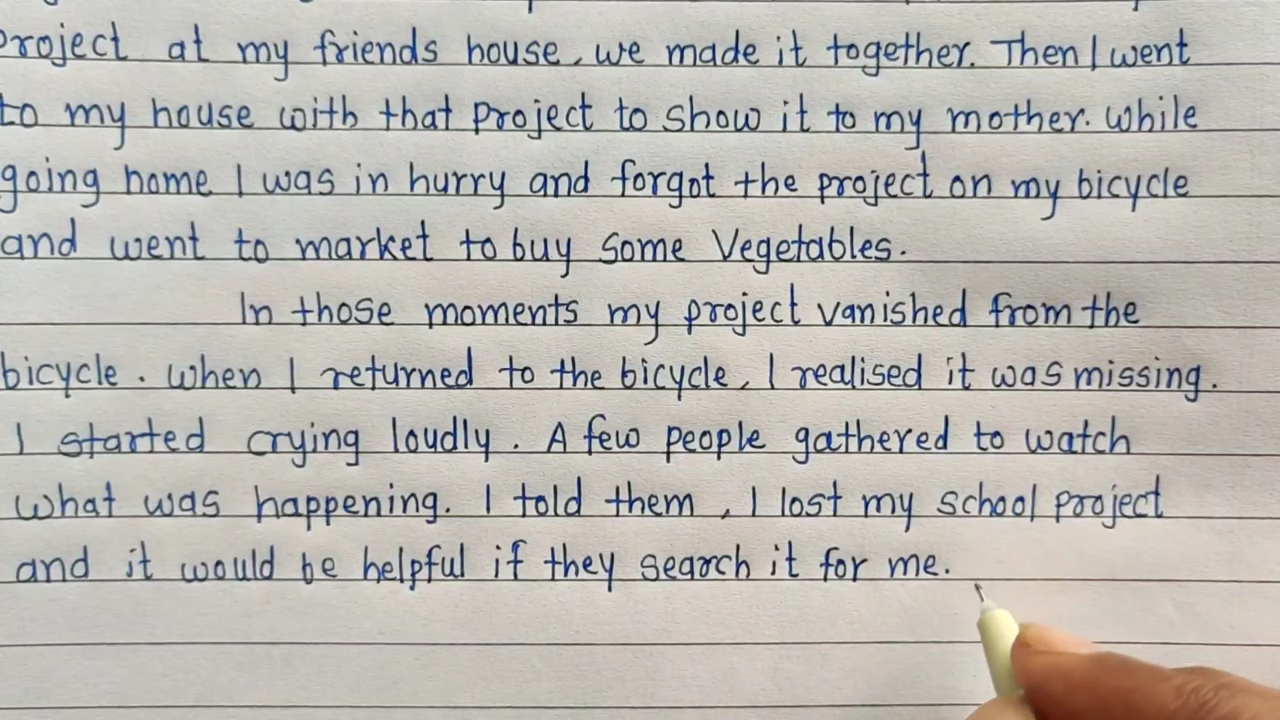 project at my friends house, we made it together. Then I went
to my house with that project to show it to my mother. While
going home I was in hurry and forgot the project on my bicycle
and went to market to buy some Vegetables.
In those moments my project vanished from the
bicycle. When I returned to the bicycle, I realised it was missing.
I started crying loudly. A few people gathered to watch
what was happening. I told them, I lost my school project
and it would be helpful if they search it for me.